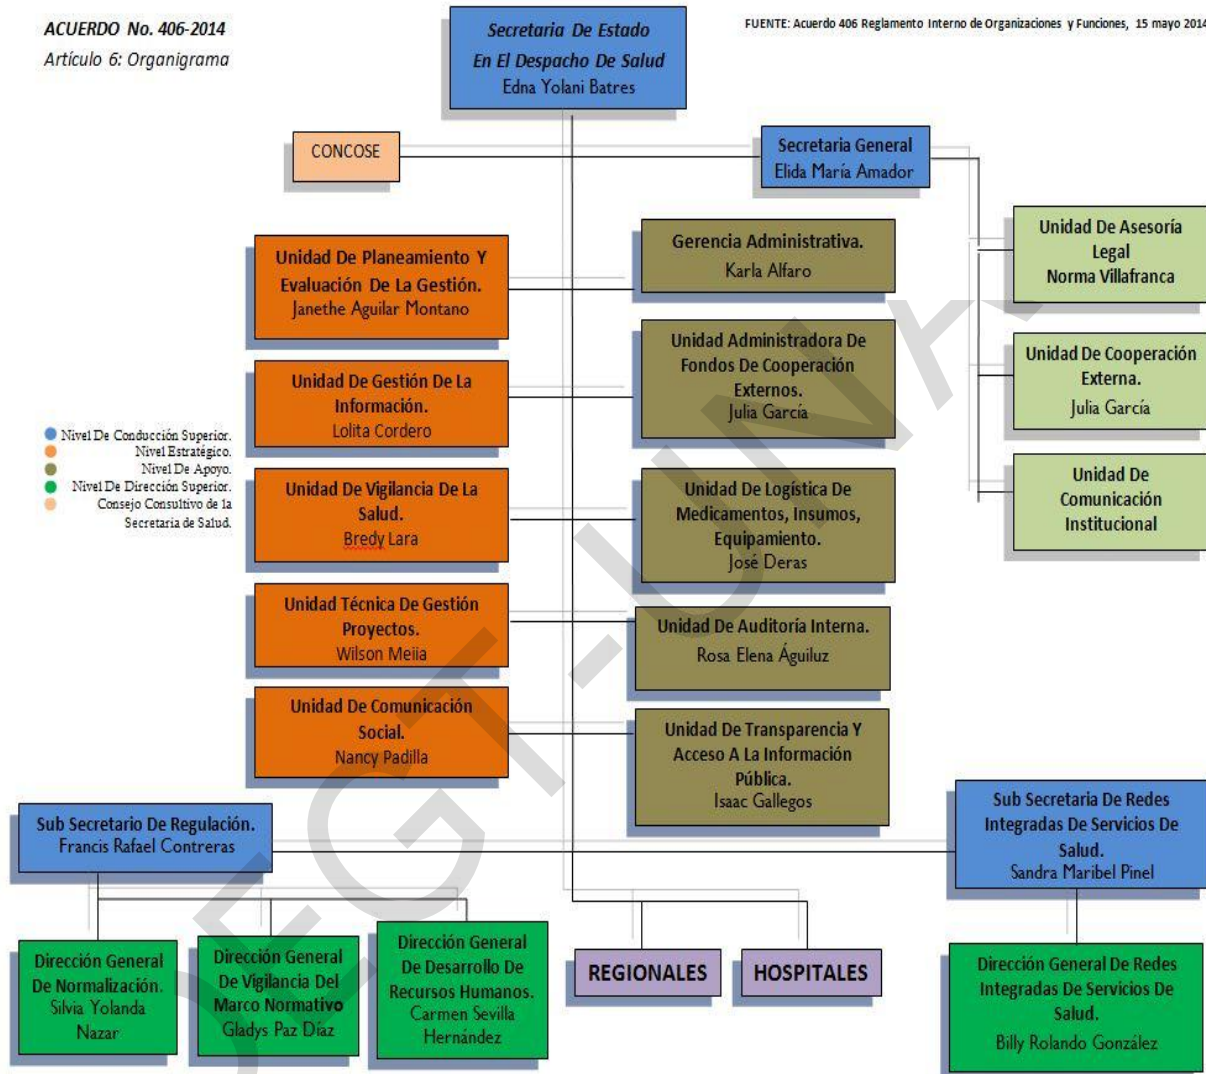 ACUERDO No. 406-2014
Artículo 6: Organigrama
FUENTE: Acuerdo 406 Reglamento Interno de Organizaciones y Funciones, 15 mayo 2014
Secretaria De Estado
En El Despacho De Salud
Edna Yolani Batres
CONCOSE
Secretaria General
Elida María Amador
Unidad De Planeamiento Y
Evaluación De La Gestión.
Janethe Aguilar Montano
Gerencia Administrativa.
Karla Alfaro
Unidad De Asesoría
Legal
Norma Villafranca
Unidad De Gestión De La
Información.
Lolita Cordero
Unidad Administradora De
Fondos De Cooperación
Externos.
Julia García
Unidad De Cooperación
Externa.
Julia García
Nivel De Conducción Superior.
Nivel Estratégico.
Nivel De Apoyo.
Nivel De Dirección Superior.
Consejo Consultivo de la
Secretaria de Salud.
Unidad De Vigilancia De La
Salud.
Bredy Lara
Unidad De Logística De
Medicamentos, Insumos,
Equipamiento.
José Deras
Unidad De
Comunicación
Institucional
Unidad Técnica De Gestión
Proyectos.
Wilson Mejia
Unidad De Auditoría Interna.
Rosa Elena Águiluz
Unidad De Comunicación
Social.
Nancy Padilla
Unidad De Transparencia Y
Acceso A La Información
Pública.
Isaac Gallegos
Sub Secretario De Regulación.
Francis Rafael Contreras
Sub Secretaria De Redes
Integradas De Servicios De
Salud.
Sandra Maribel Pinel
Dirección General
De Normalización.
Silvia Yolanda
Nazar
Dirección General
De Vigilancia Del
Marco Normativo
Gladys Paz Díaz
Dirección General
De Desarrollo De
Recursos Humanos.
Carmen Sevilla
Hernández
REGIONALES
HOSPITALES
Dirección General De Redes
Integradas De Servicios De
Salud.
Billy Rolando González